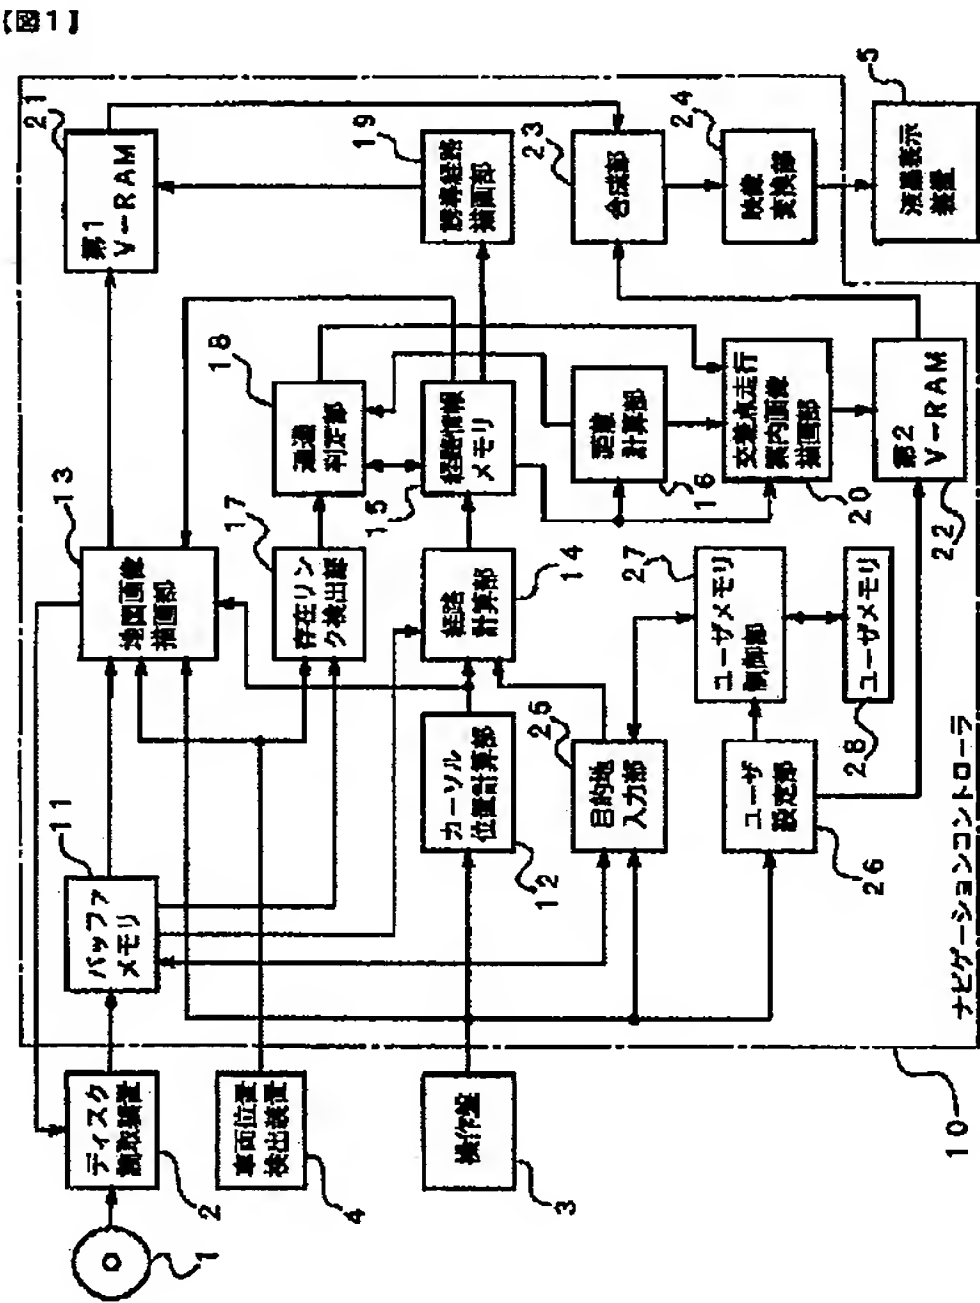 【図1】
ディスク
読取装置
2
1
車両位置
検出装置
4
操作盤
3
10
ナビゲーションコントローラ
バッファ
メモリ
11
地図画像
描画部
13
第1
V-RAM
21
存在リン
ク検出部
17
通過
判定部
18
カーソル
位置計算部
12
経路
計算部
14
経路情報
メモリ
15
誘導経路
描画部
19
目的地
入力部
25
距離
計算部
16
合成部
23
ユーザ
設定部
26
ユーザメモリ
制御部
27
ユーザメモリ
28
交差点走行
案内画像
描画部
20
第2
V-RAM
22
映像
変換部
24
液晶表示
装置
5